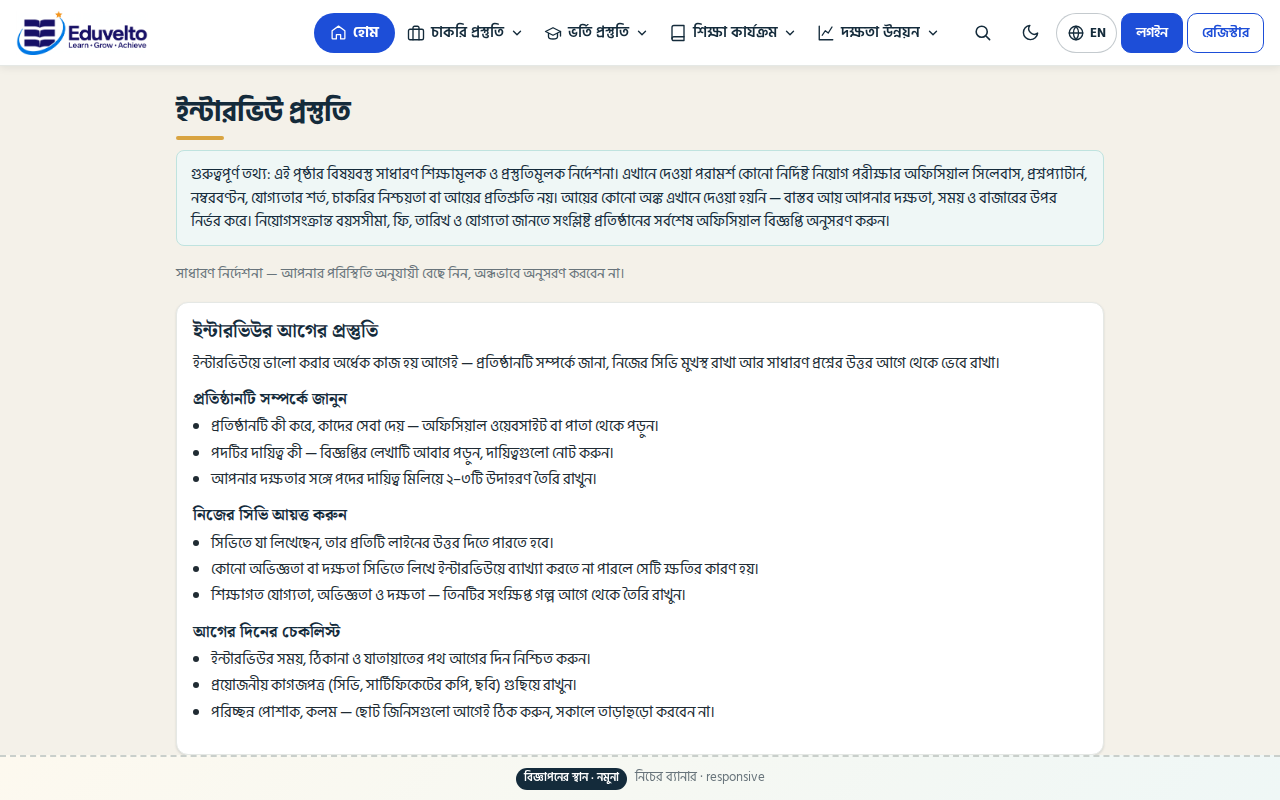 Eduvelto
Learn • Grow • Achieve
হোম
চাকরি প্রস্তুতি
ভর্তি প্রস্তুতি
শিক্ষা কার্যক্রম
দক্ষতা উন্নয়ন
EN
লগইন
রেজিস্টার
ইন্টারভিউ প্রস্তুতি
গুরুত্বপূর্ণ তথ্য: এই পৃষ্ঠার বিষয়বস্তু সাধারণ শিক্ষামূলক ও প্রস্তুতিমূলক নির্দেশনা। এখানে দেওয়া পরামর্শ কোনো নির্দিষ্ট নিয়োগ পরীক্ষার অফিসিয়াল সিলেবাস, প্রশ্নপ্যাটার্ন,
নম্বরবণ্টন, যোগ্যতার শর্ত, চাকরির নিশ্চয়তা বা আয়ের প্রতিশ্রুতি নয়। আয়ের কোনো অঙ্ক এখানে দেওয়া হয়নি — বাস্তব আয় আপনার দক্ষতা, সময় ও বাজারের উপর
নির্ভর করে। নিয়োগসংক্রান্ত বয়সসীমা, ফি, তারিখ ও যোগ্যতা জানতে সংশ্লিষ্ট প্রতিষ্ঠানের সর্বশেষ অফিসিয়াল বিজ্ঞপ্তি অনুসরণ করুন।
সাধারণ নির্দেশনা — আপনার পরিস্থিতি অনুযায়ী বেছে নিন, অন্ধভাবে অনুসরণ করবেন না।
ইন্টারভিউর আগের প্রস্তুতি
ইন্টারভিউয়ে ভালো করার অর্ধেক কাজ হয় আগেই — প্রতিষ্ঠানটি সম্পর্কে জানা, নিজের সিভি মুখস্থ রাখা আর সাধারণ প্রশ্নের উত্তর আগে থেকে ভেবে রাখা।
প্রতিষ্ঠানটি সম্পর্কে জানুন
• প্রতিষ্ঠানটি কী করে, কাদের সেবা দেয় — অফিসিয়াল ওয়েবসাইট বা পাতা থেকে পড়ুন।
• পদটির দায়িত্ব কী — বিজ্ঞপ্তির লেখাটি আবার পড়ুন, দায়িত্বগুলো নোট করুন।
• আপনার দক্ষতার সঙ্গে পদের দায়িত্ব মিলিয়ে ২–৩টি উদাহরণ তৈরি রাখুন।
নিজের সিভি আয়ত্ত করুন
• সিভিতে যা লিখেছেন, তার প্রতিটি লাইনের উত্তর দিতে পারতে হবে।
• কোনো অভিজ্ঞতা বা দক্ষতা সিভিতে লিখে ইন্টারভিউয়ে ব্যাখ্যা করতে না পারলে সেটি ক্ষতির কারণ হয়।
• শিক্ষাগত যোগ্যতা, অভিজ্ঞতা ও দক্ষতা — তিনটির সংক্ষিপ্ত গল্প আগে থেকে তৈরি রাখুন।
আগের দিনের চেকলিস্ট
• ইন্টারভিউর সময়, ঠিকানা ও যাতায়াতের পথ আগের দিন নিশ্চিত করুন।
• প্রয়োজনীয় কাগজপত্র (সিভি, সার্টিফিকেটের কপি, ছবি) গুছিয়ে রাখুন।
• পরিচ্ছন্ন পোশাক, কলম — ছোট জিনিসগুলো আগেই ঠিক করুন, সকালে তাড়াহুড়ো করবেন না।
বিজ্ঞাপনের স্থান · নমুনা
নিচের ব্যানার · responsive